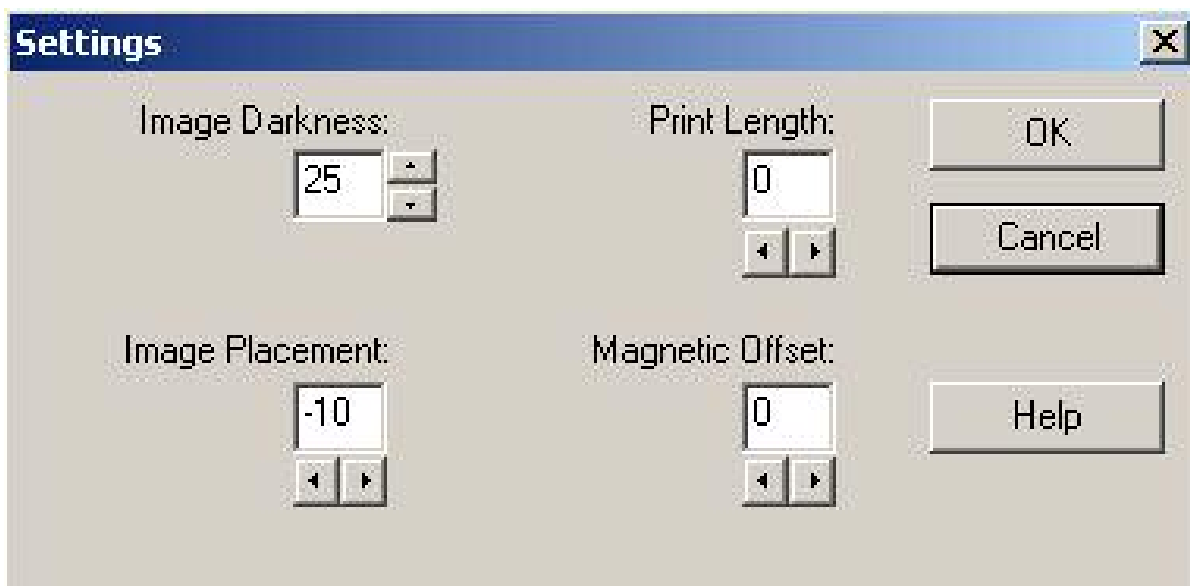 Settings
Image Darkness:
25
Print Length:
0
OK
Cancel
Image Placement:
-10
Magnetic Offset:
0
Help